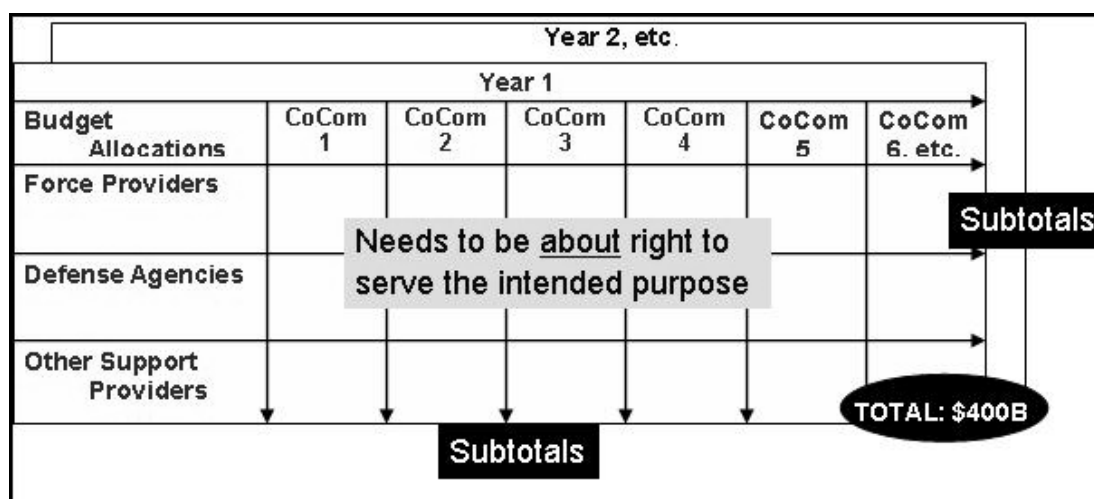 Year 2, etc.
Year 1
Budget Allocations
CoCom 1
CoCom 2
CoCom 3
CoCom 4
CoCom 5
CoCom 6. etc.
Force Providers
Subtotals
Needs to be about right to
serve the intended purpose
Defense Agencies
Other Support
Providers
TOTAL: $400B
Subtotals